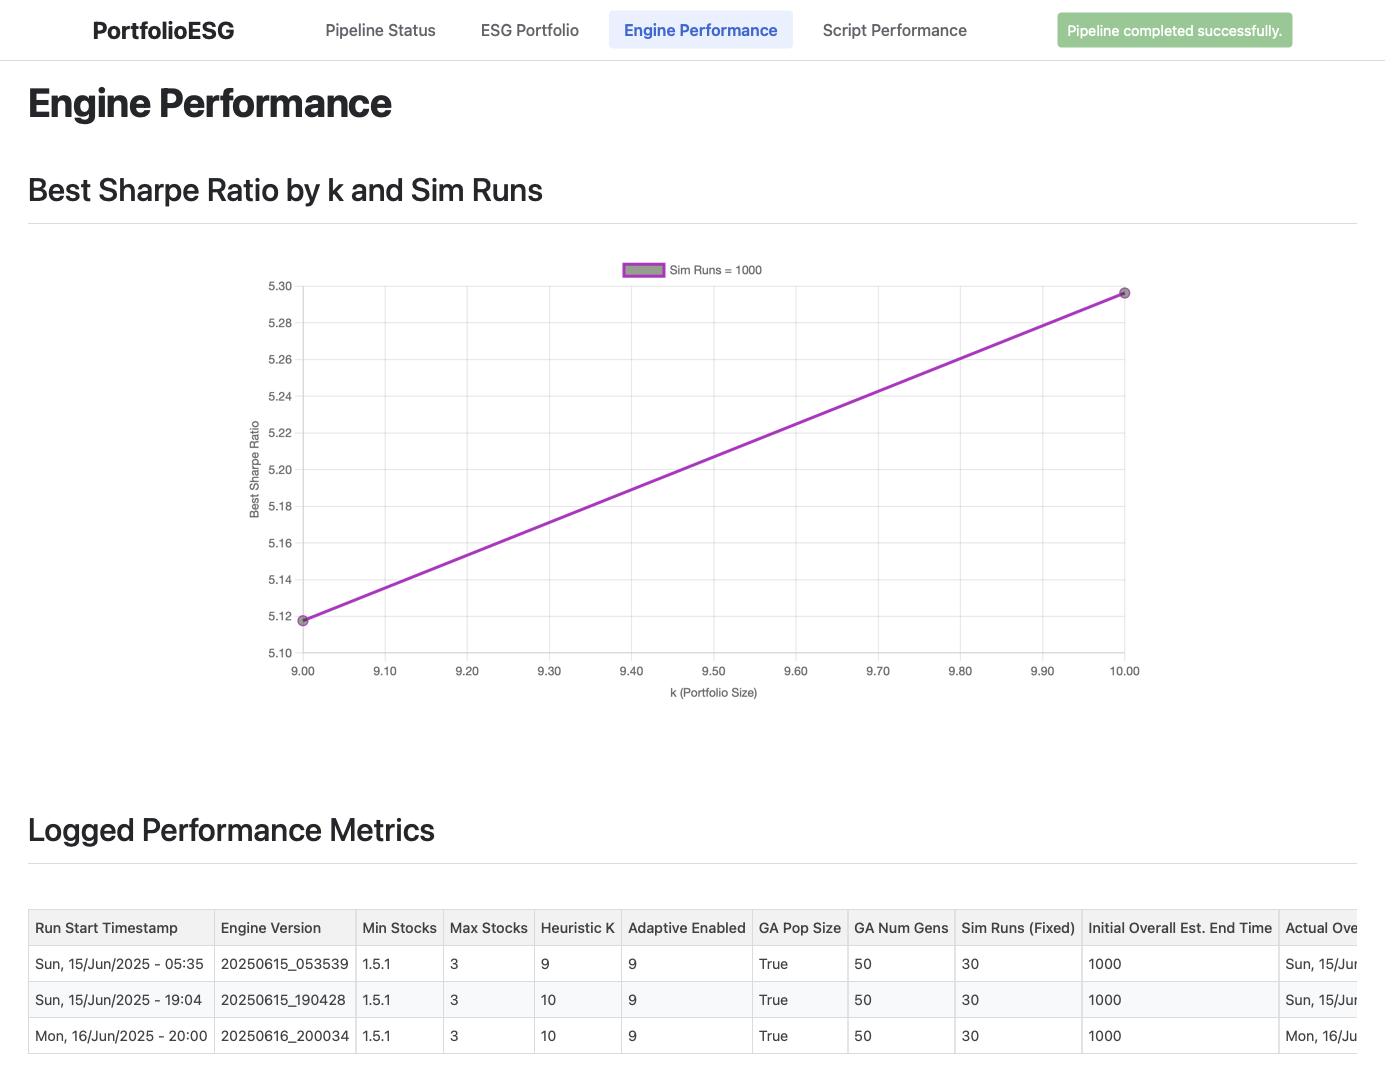 PortfolioESG
Pipeline Status
ESG Portfolio
Engine Performance
Script Performance
Pipeline completed successfully.
Engine Performance
Best Sharpe Ratio by k and Sim Runs
Sim Runs = 1000
5.30
5.28
5.26
5.24
5.22
5.20
5.18
5.16
5.14
5.12
5.10
Best Sharpe Ratio
9.00 9.10 9.20 9.30 9.40 9.50 9.60 9.70 9.80 9.90 10.00
k (Portfolio Size)
Logged Performance Metrics
Run Start Timestamp Engine Version Min Stocks Max Stocks Heuristic K Adaptive Enabled GA Pop Size GA Num Gens Sim Runs (Fixed) Initial Overall Est. End Time Actual Ove
Sun, 15/Jun/2025 - 05:35 20250615_053539 1.5.1 3 9 9 True 50 30 1000 Sun, 15/Jun
Sun, 15/Jun/2025 - 19:04 20250615_190428 1.5.1 3 10 9 True 50 30 1000 Sun, 15/Jun
Mon, 16/Jun/2025 - 20:00 20250616_200034 1.5.1 3 10 9 True 50 30 1000 Mon, 16/Ju